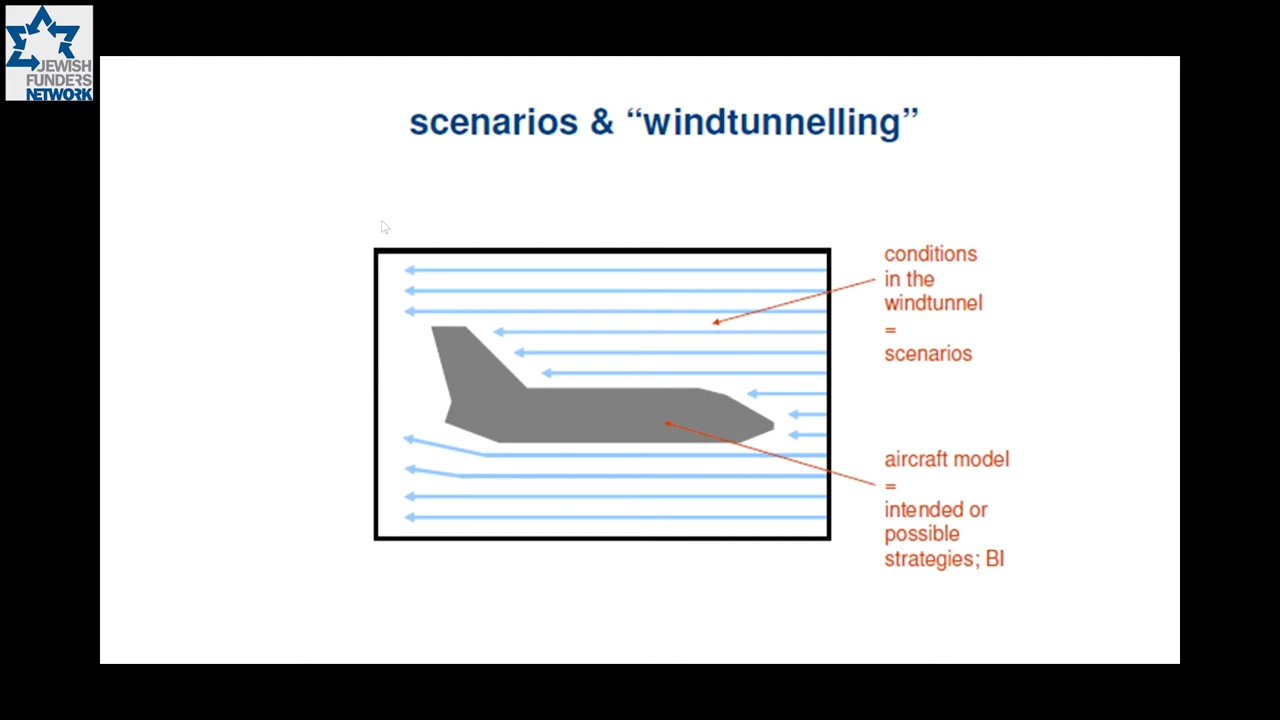 JEWISH
FUNDERS
NETWORK
scenarios & “windtunnelling”
conditions
in the
windtunnel
=
scenarios
aircraft model
=
intended or
possible
strategies; BI